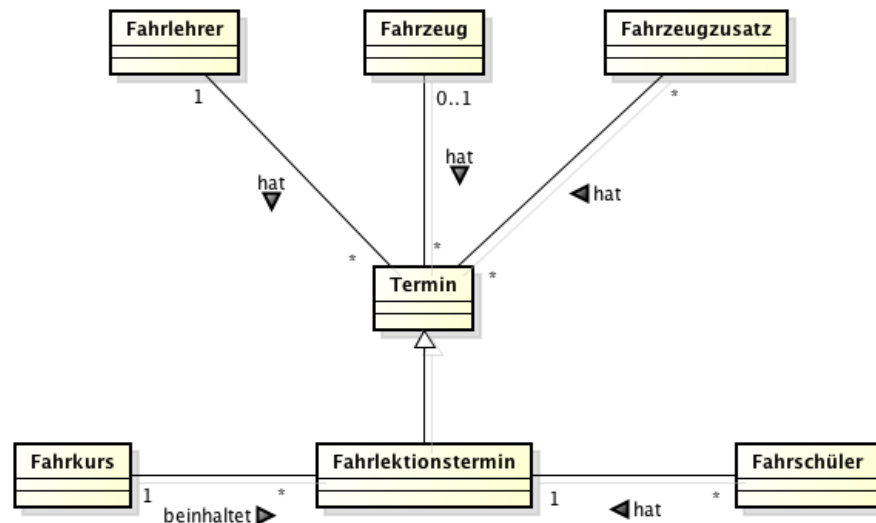 Fahrlehrer
Fahrzeug
Fahrzeugzusatz
1
0..1
*
hat
hat
hat
*
*
*
Termin
Fahrkurs
Fahrlektionstermin
Fahrschüler
1
*
1
*
beinhaltet
hat